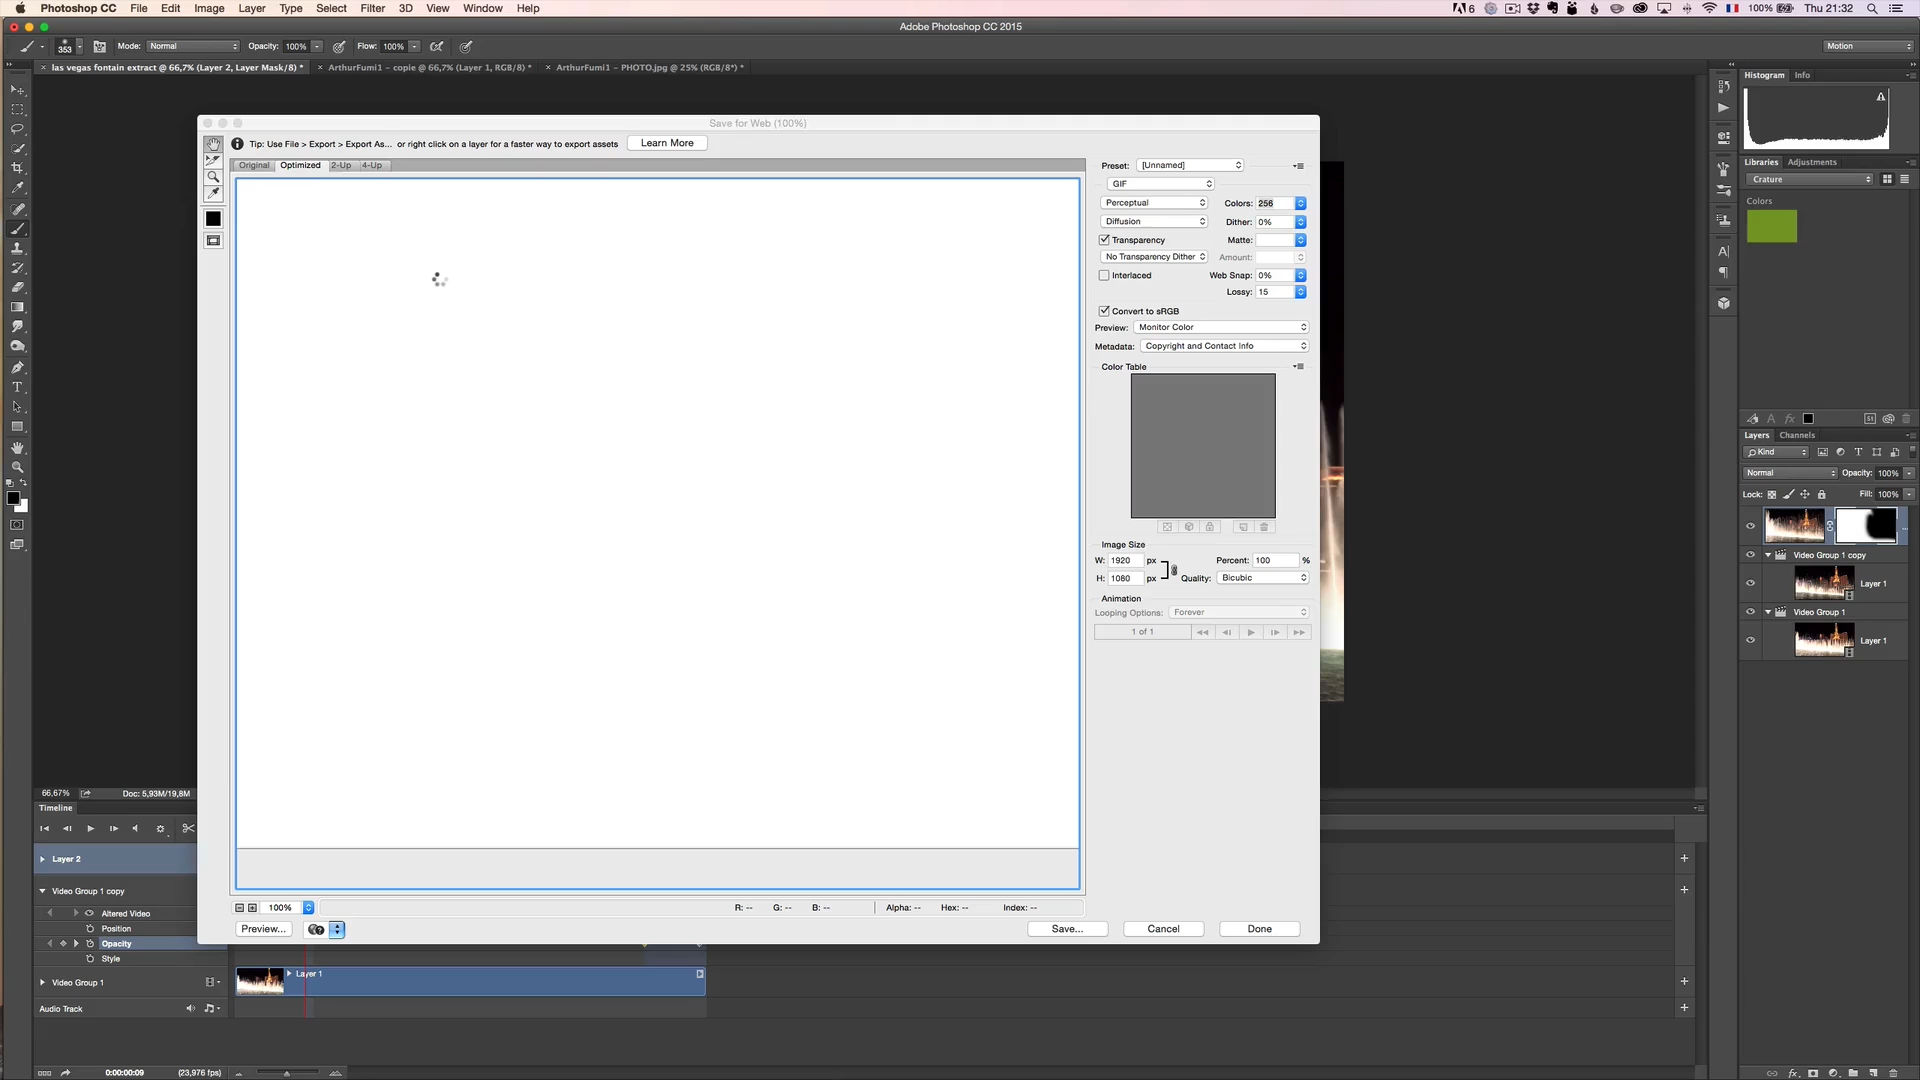 Photoshop CC File Edit Image Layer Type Select Filter 3D View Window Help 6 100% Thu 21:32
Adobe Photoshop CC 2015
353 Mode: Normal Opacity: 100% Flow: 100% Motion
las vegas fontain extract @ 66,7% (Layer 2, Layer Mask/8) * ArthurFumi1 - copie @ 66,7% (Layer 1, RGB/8) * ArthurFumi1 - PHOTO.jpg @ 25% (RGB/8*) *
Histogram Info
Save for Web (100%)
Tip: Use File > Export > Export As... or right click on a layer for a faster way to export assets Learn More
Original Optimized 2-Up 4-Up
Preset: [Unnamed]
GIF
Perceptual Colors: 256
Diffusion Dither: 0%
Transparency Matte:
No Transparency Dither Amount:
Interlaced Web Snap: 0%
Lossy: 15
Convert to sRGB
Preview: Monitor Color
Metadata: Copyright and Contact Info
Color Table
Image Size
W: 1920 px Percent: 100 %
H: 1080 px Quality: Bicubic
Animation
Looping Options: Forever
1 of 1
100% R: -- G: -- B: -- Alpha: -- Hex: -- Index: --
Preview... Save... Cancel Done
Libraries Adjustments
Crature
Colors
Layers Channels
Kind
Normal Opacity: 100%
Lock: Fill: 100%
Video Group 1 copy
Layer 1
Video Group 1
Layer 1
66,67% Doc: 5,93M/19,8M
Timeline
Layer 2
Video Group 1 copy
Altered Video
Position
Opacity
Style
Video Group 1 Layer 1
Audio Track
0:00:00:09 (23,976 fps)